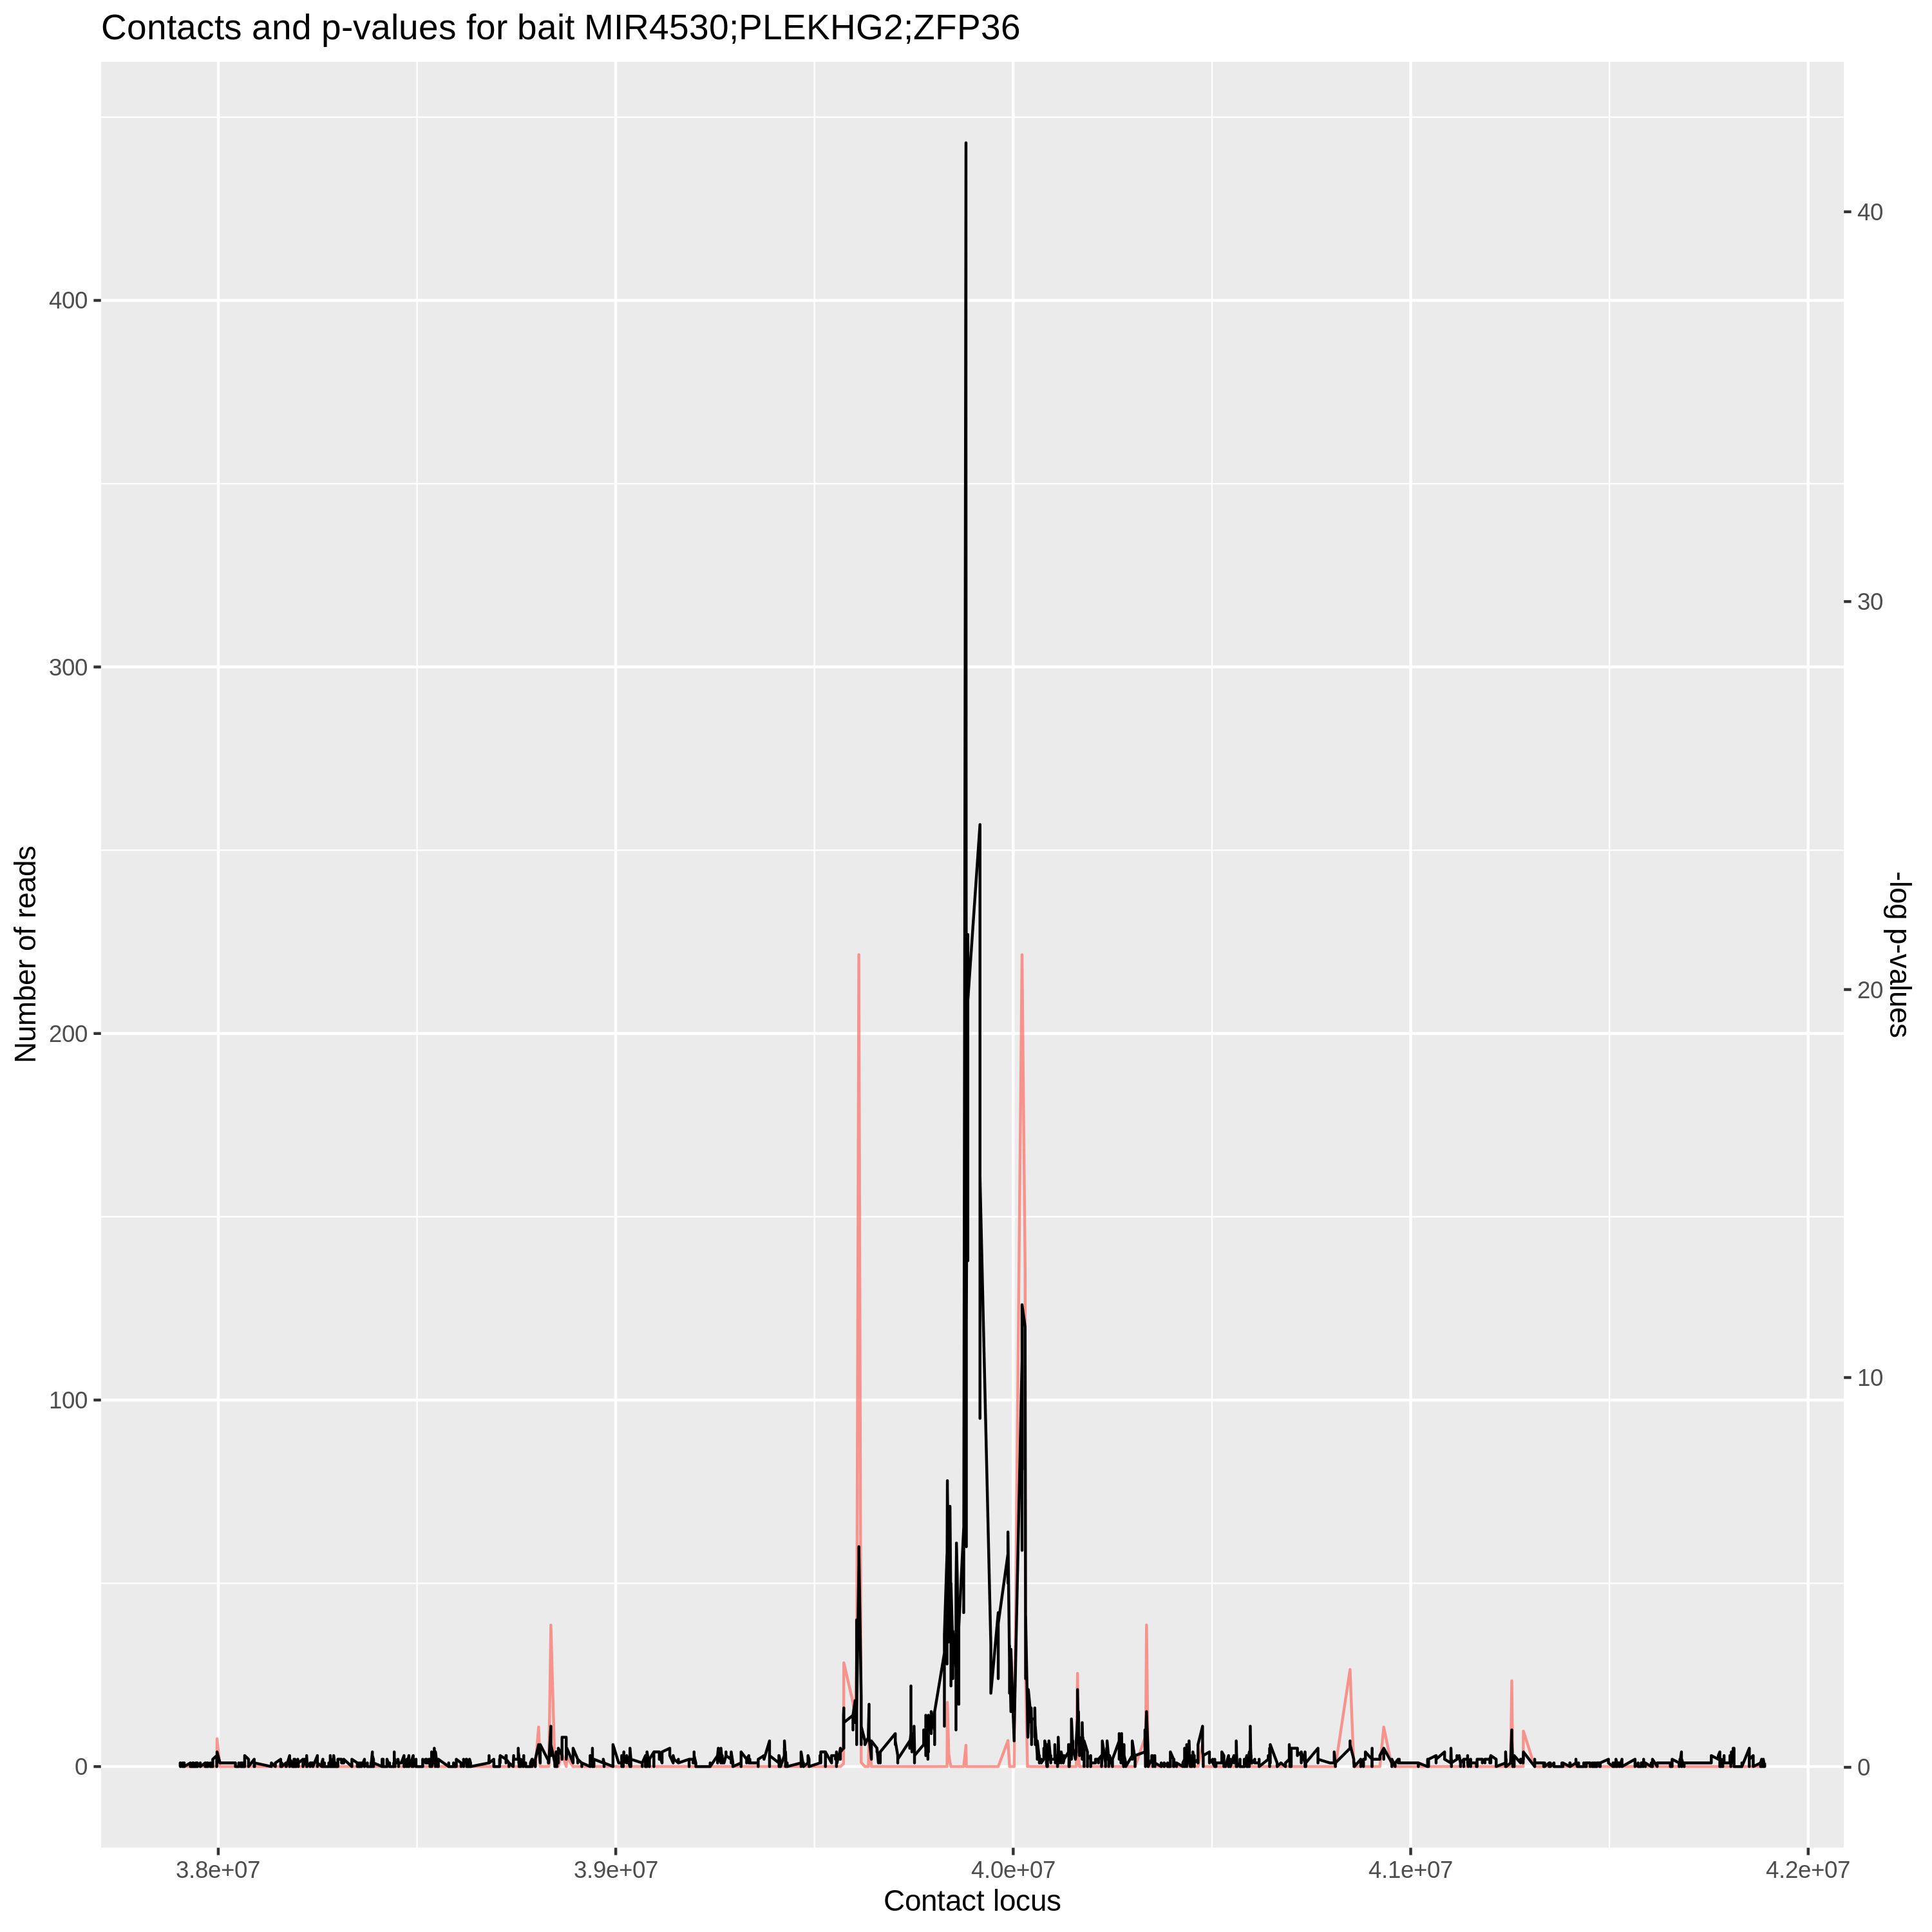 Contacts and p-values for bait MIR4530;PLEKHG2;ZFP36
400
300
200
100
0
Number of reads
40
30
20
10
0
-log p-values
3.8e+07 3.9e+07 4.0e+07 4.1e+07 4.2e+07
Contact locus